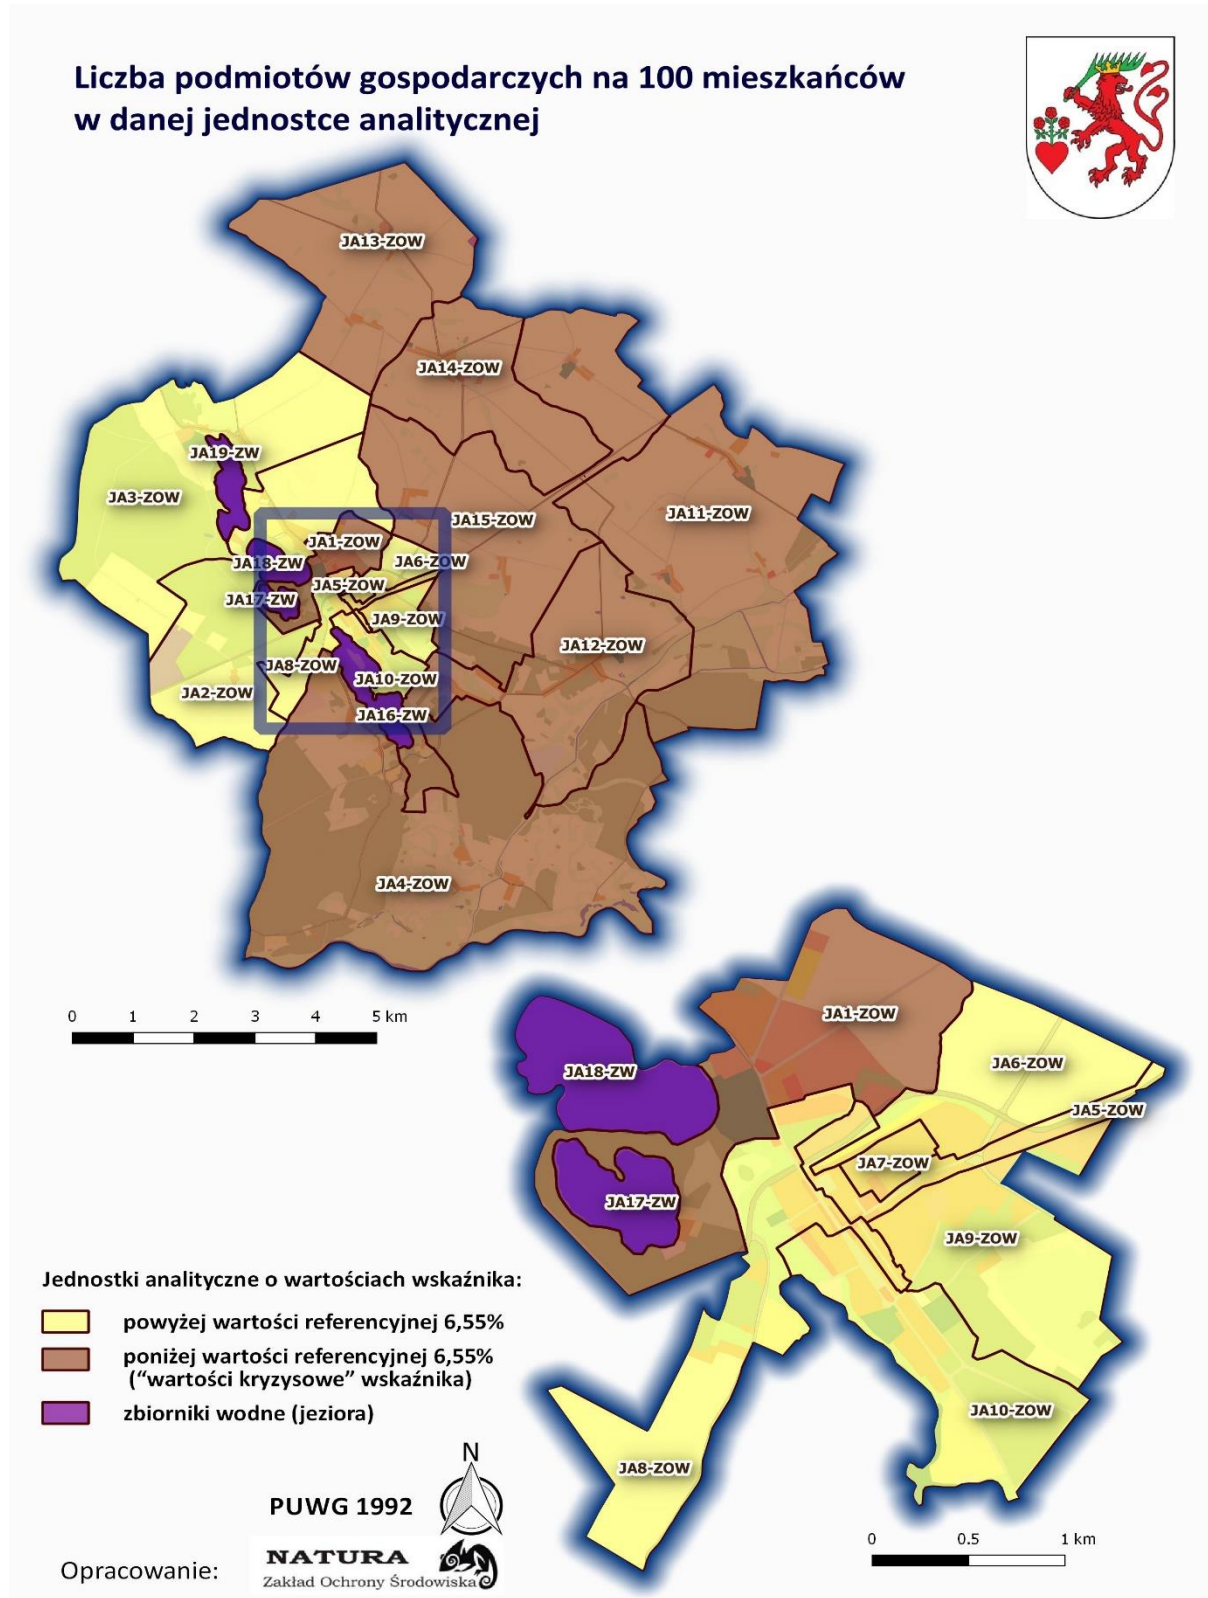 Liczba podmiotów gospodarczych na 100 mieszkańców
w danej jednostce analitycznej
JA13-ZOW
JA14-ZOW
JA19-ZW
JA3-ZOW
JA11-ZOW
JA15-ZOW
JA1-ZOW
JA18-ZW
JA6-ZOW
JA5-ZOW
JA17-ZW
JA9-ZOW
JA12-ZOW
JA8-ZOW
JA10-ZOW
JA2-ZOW
JA16-ZW
JA4-ZOW
0 1 2 3 4 5 km
JA1-ZOW
JA6-ZOW
JA18-ZW
JA5-ZOW
JA7-ZOW
JA17-ZW
JA9-ZOW
JA10-ZOW
JA8-ZOW
Jednostki analityczne o wartościach wskaźnika:
powyżej wartości referencyjnej 6,55%
poniżej wartości referencyjnej 6,55%
(“wartości kryzysowe” wskaźnika)
zbiorniki wodne (jeziora)
N
PUWG 1992
0 0.5 1 km
Opracowanie:
NATURA
Zakład Ochrony Środowiska